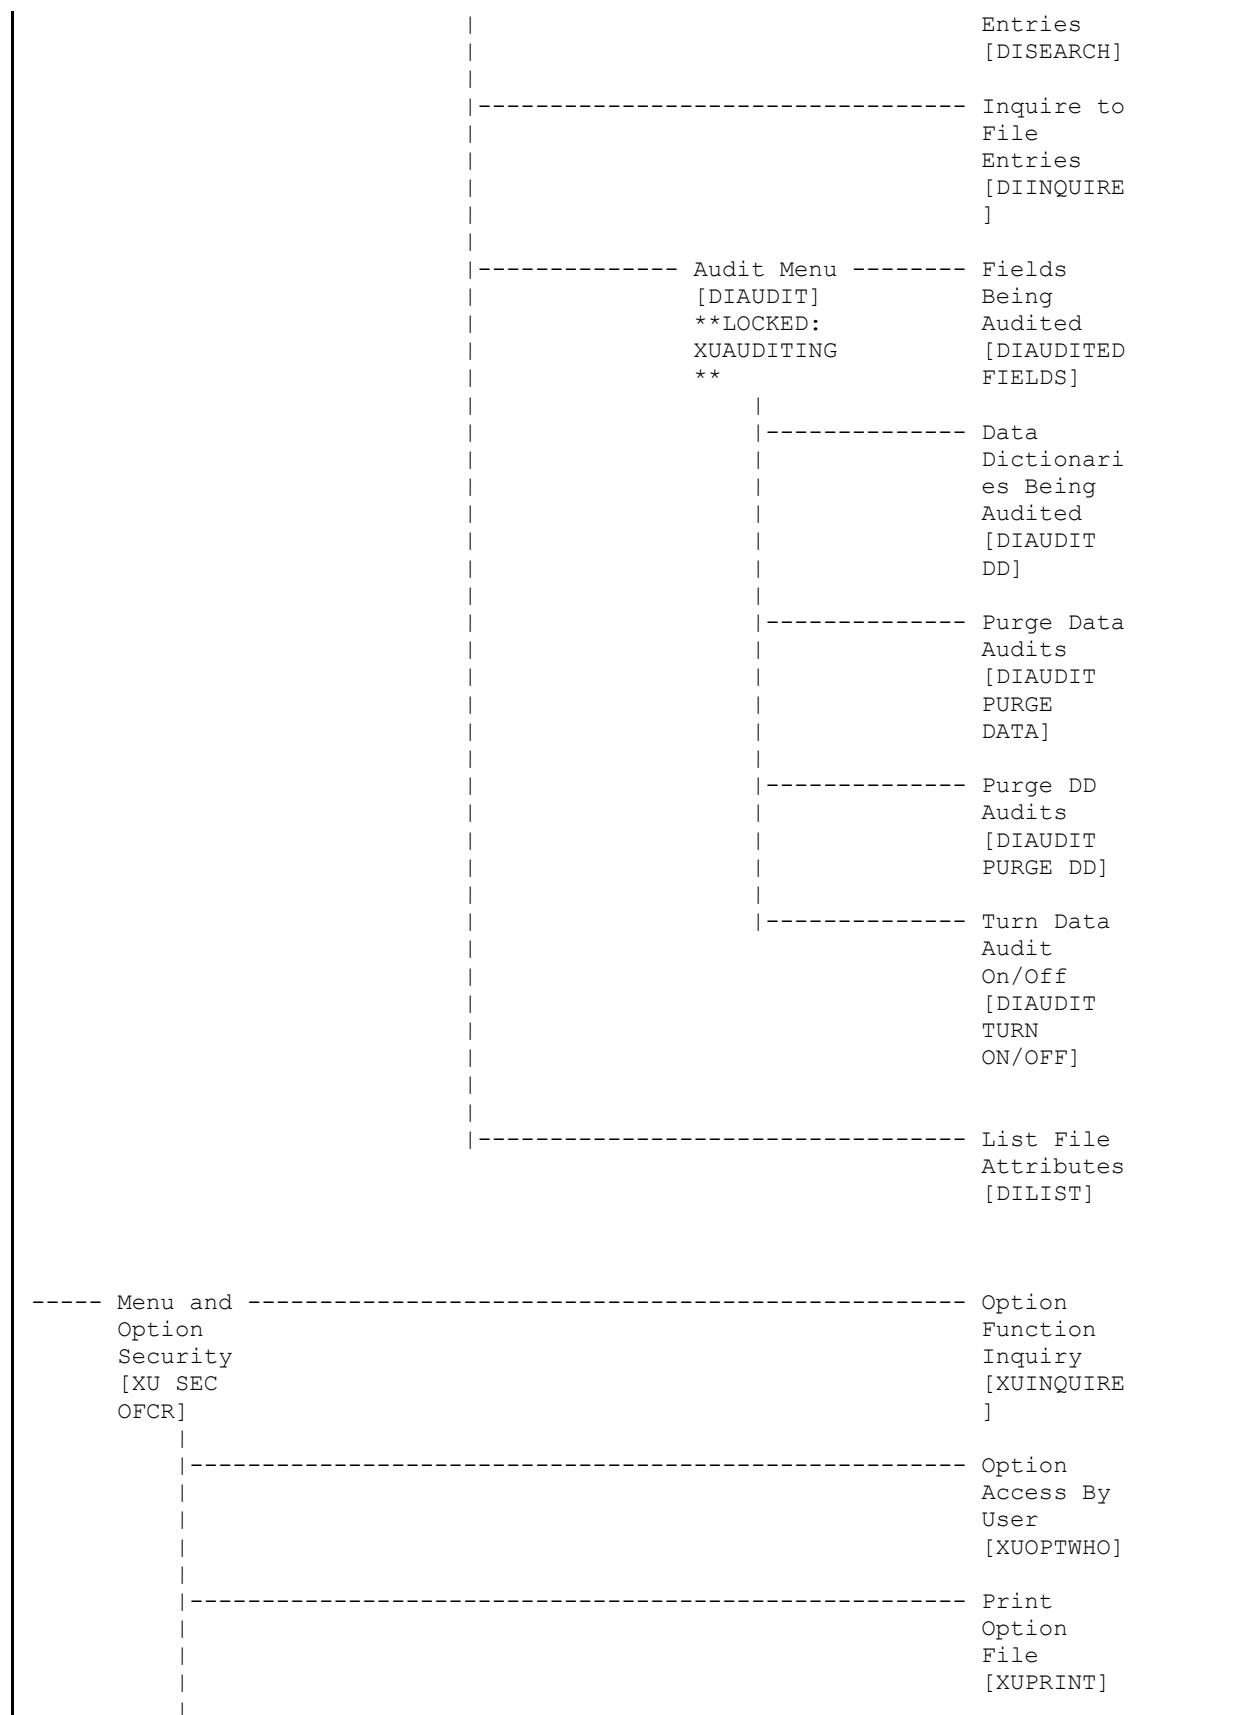 Entries
[DISEARCH]
|---------------------------------- Inquire to
File
Entries
[DIINQUIRE
]
|-------------- Audit Menu -------- Fields
[DIAUDIT] Being
**LOCKED: Audited
XUAUDITING [DIAUDITED
** FIELDS]
|-------------- Data
Dictionari
es Being
Audited
[DIAUDIT
DD]
|-------------- Purge Data
Audits
[DIAUDIT
PURGE
DATA]
|-------------- Purge DD
Audits
[DIAUDIT
PURGE DD]
|-------------- Turn Data
Audit
On/Off
[DIAUDIT
TURN
ON/OFF]
|---------------------------------- List File
Attributes
[DILIST]
----- Menu and -------------------------------------------------- Option
Option Function
Security Inquiry
[XU SEC [XUINQUIRE
OFCR] ]
|------------------------------------------------------ Option
Access By
User
[XUOPTWHO]
|------------------------------------------------------ Print
Option
File
[XUPRINT]